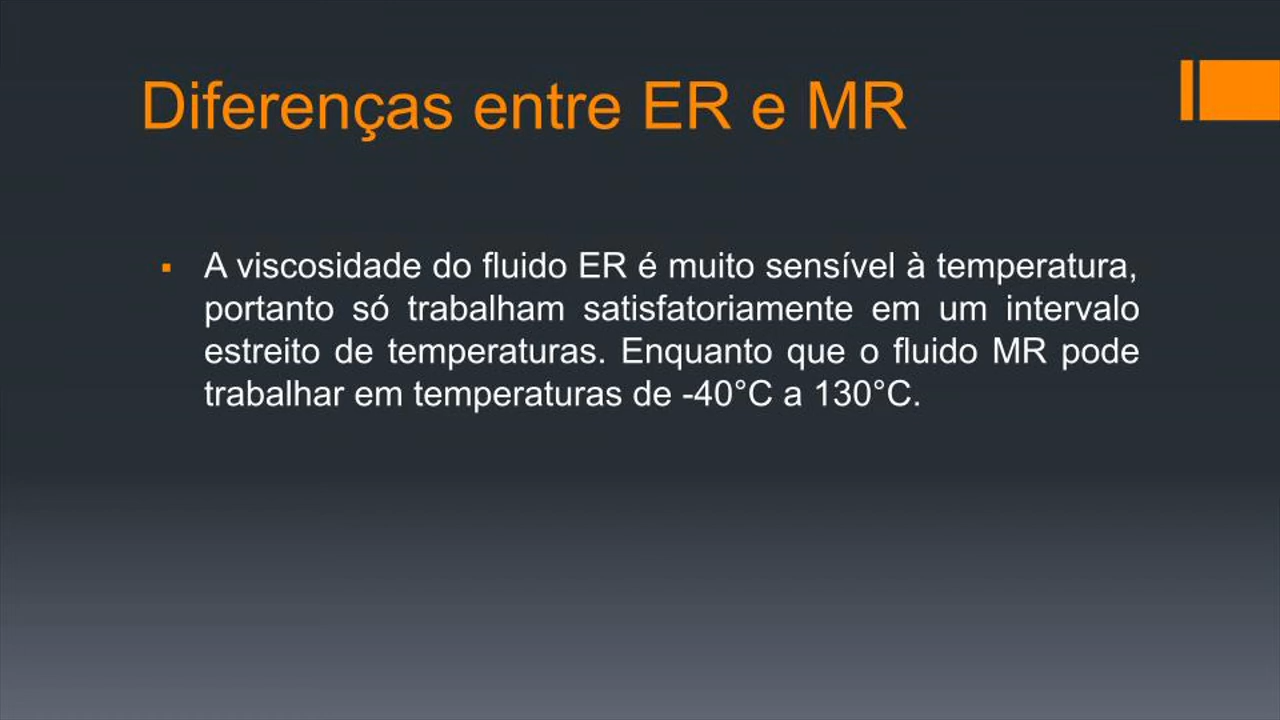 Diferenças entre ER e MR
▪ A viscosidade do fluido ER é muito sensível à temperatura,
portanto só trabalham satisfatoriamente em um intervalo
estreito de temperaturas. Enquanto que o fluido MR pode
trabalhar em temperaturas de -40°C a 130°C.